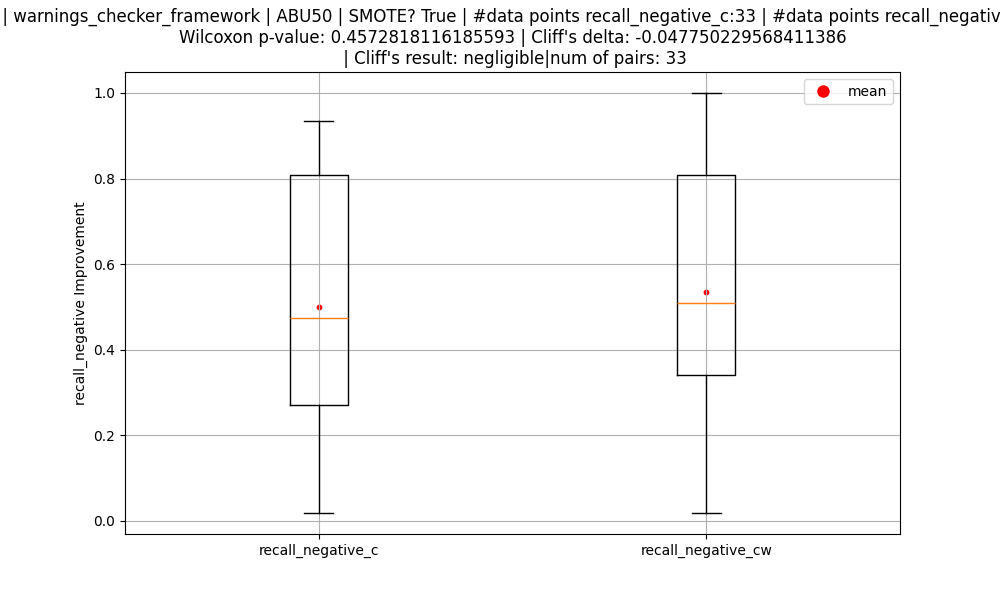 | warnings_checker_framework | ABU50 | SMOTE? True | #data points recall_negative_c:33 | #data points recall_negativ
Wilcoxon p-value: 0.4572818116185593 | Cliff's delta: -0.047750229568411386
| Cliff's result: negligible|num of pairs: 33
mean
1.0
0.8
0.6
0.4
0.2
0.0
recall_negative Improvement
recall_negative_c
recall_negative_cw